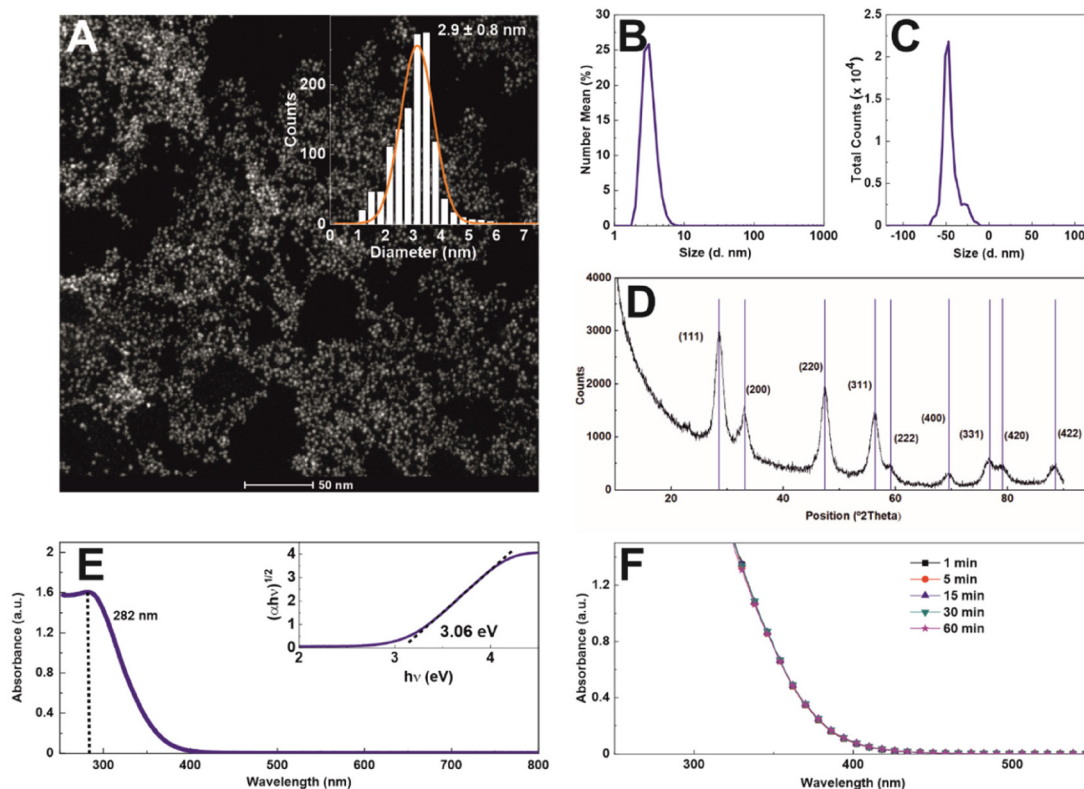 A
2.9 ± 0.8 nm
200
100
0
Counts
0 1 2 3 4 5 6 7
Diameter (nm)
50 nm
B
30
25
20
15
10
5
0
Number Mean (%)
1 10 100 1000
Size (d. nm)
C
2.5
2
1.5
1
0.5
0
Total Counts (x 10⁴)
-100 -50 0 50 100
Size (d. nm)
D
4000
3000
2000
1000
0
Counts
(111)
(200)
(220)
(311)
(222)
(400)
(331)
(420)
(422)
20 40 60 80
Position (º2Theta)
E
2
1.6
1.2
0.8
0.4
0
Absorbance (a.u.)
282 nm
300 400 500 600 700 800
Wavelength (nm)
4
3
2
1
0
(αhν)1/2
3.06 eV
2 3 4
hν (eV)
F
1.2
0.8
0.4
0
Absorbance (a.u.)
1 min
5 min
15 min
30 min
60 min
300 400 500
Wavelength (nm)